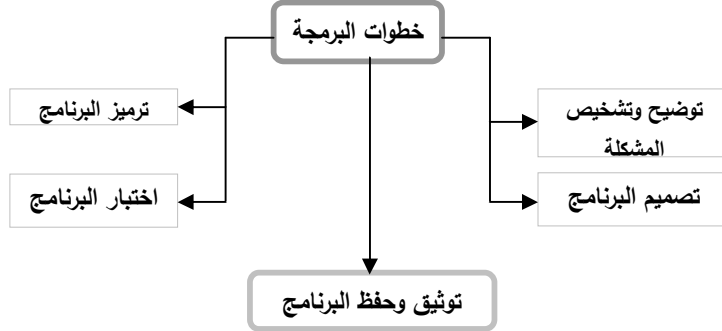 خطوات البرمجة
توضيح وتشخيص
المشكلة
تصميم البرنامج
ترميز البرنامج
اختبار البرنامج
توثيق وحفظ البرنامج